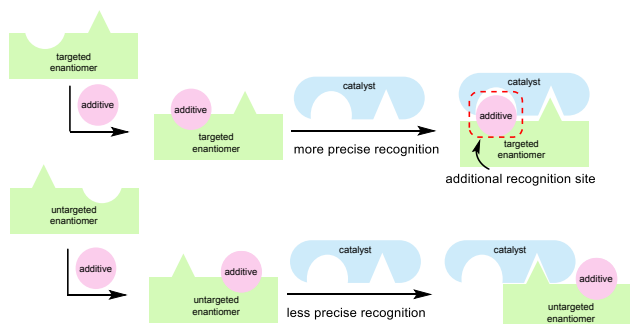 targeted
enantiomer
additive
additive
targeted
enantiomer
catalyst
more precise recognition
catalyst
additive
targeted
enantiomer
additional recognition site
untargeted
enantiomer
additive
additive
untargeted
enantiomer
catalyst
less precise recognition
catalyst
additive
untargeted
enantiomer